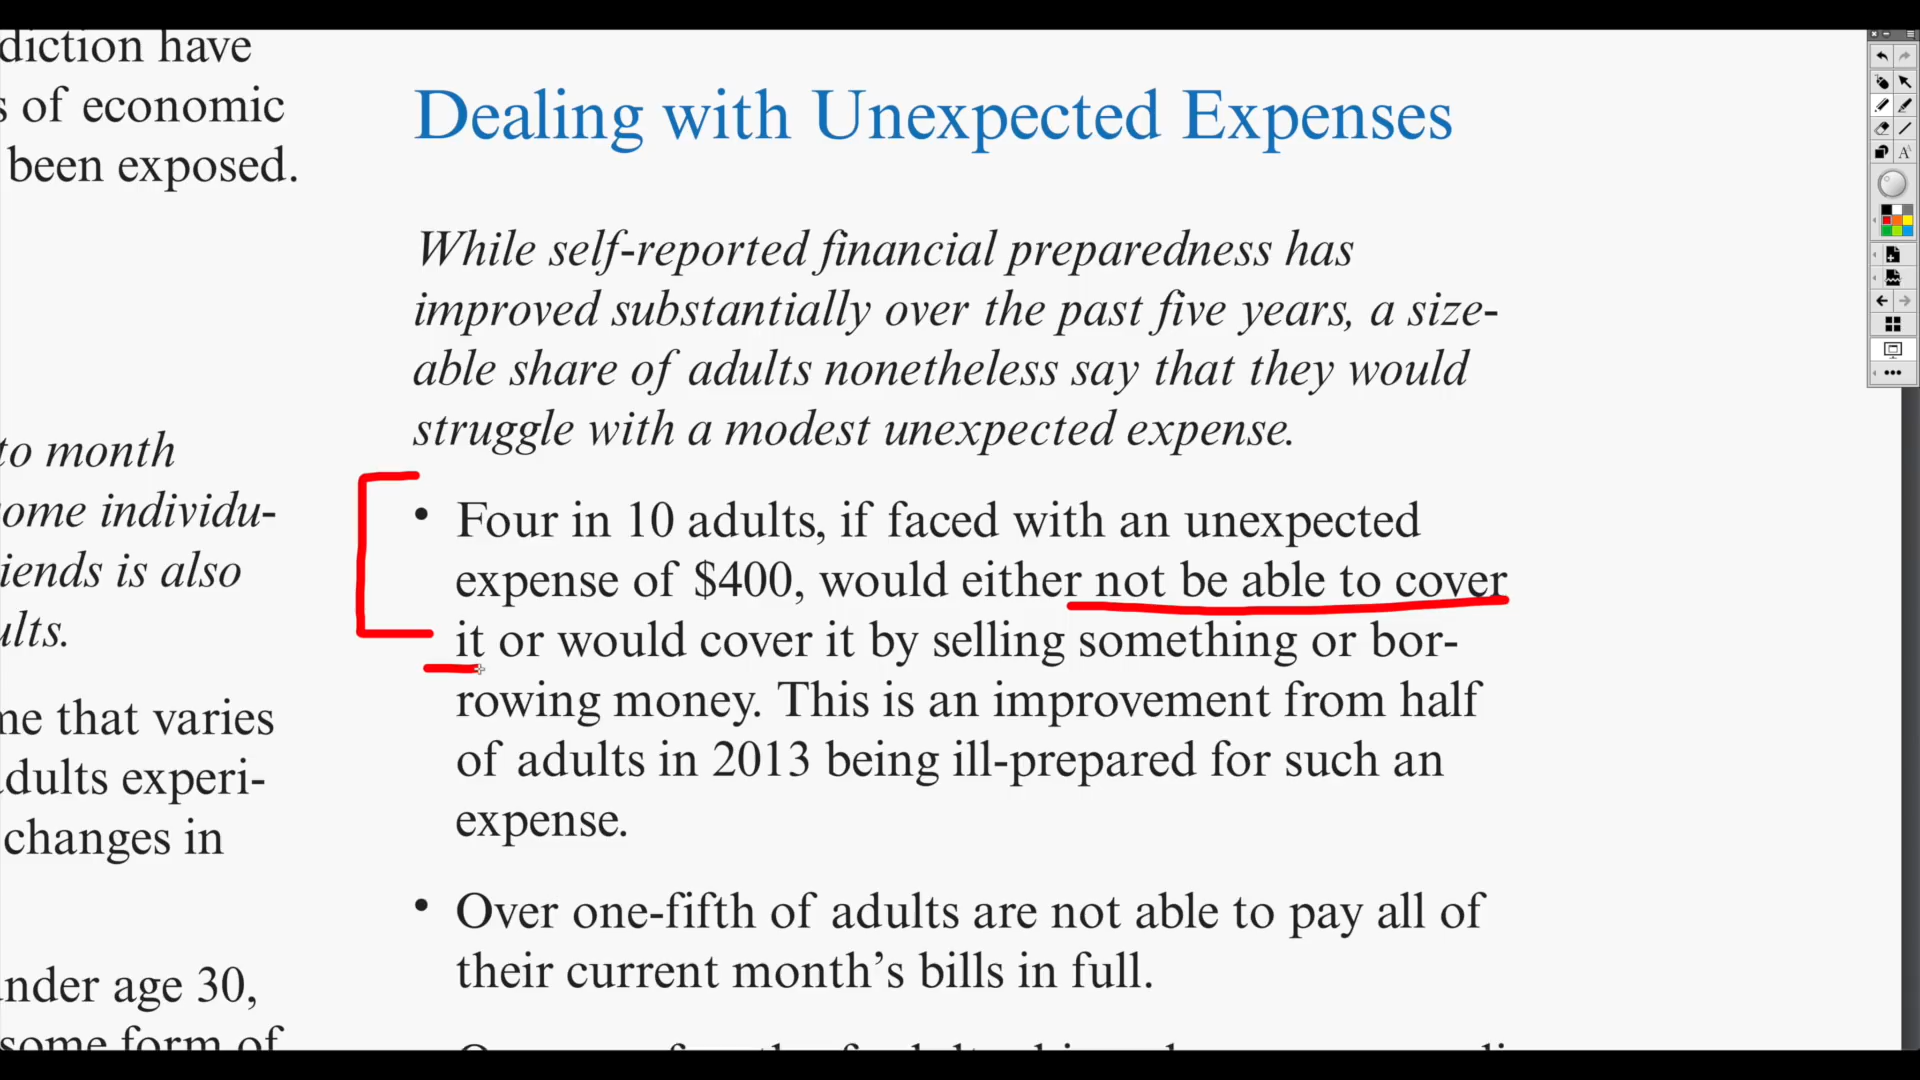 diction have
s of economic
been exposed.
to month
ome individu-
iends is also
ults.
me that varies
adults experi-
changes in
under age 30,
some form of
Dealing with Unexpected Expenses
While self-reported financial preparedness has
improved substantially over the past five years, a size-
able share of adults nonetheless say that they would
struggle with a modest unexpected expense.
• Four in 10 adults, if faced with an unexpected
expense of $400, would either not be able to cover
it or would cover it by selling something or bor-
rowing money. This is an improvement from half
of adults in 2013 being ill-prepared for such an
expense.
• Over one-fifth of adults are not able to pay all of
their current month’s bills in full.